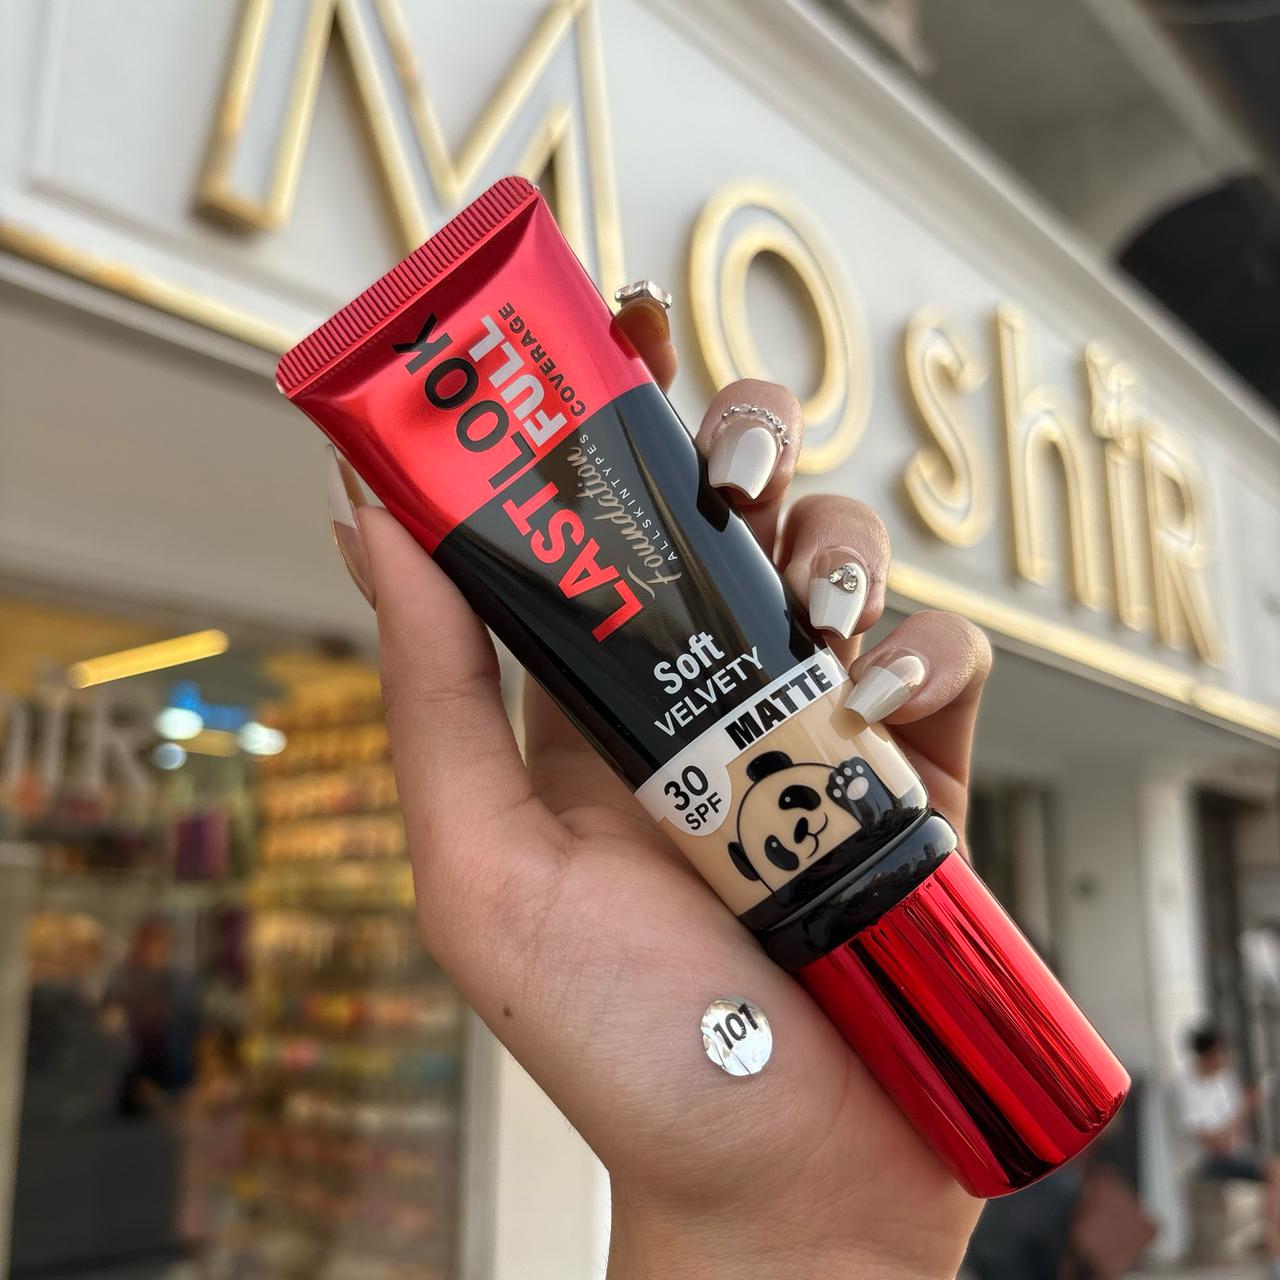 MoshiR
LAST LOOK
FULL
COVERAGE
Foundation
ALL SKIN TYPES
Soft
VELVETY
MATTE
30
SPF
101